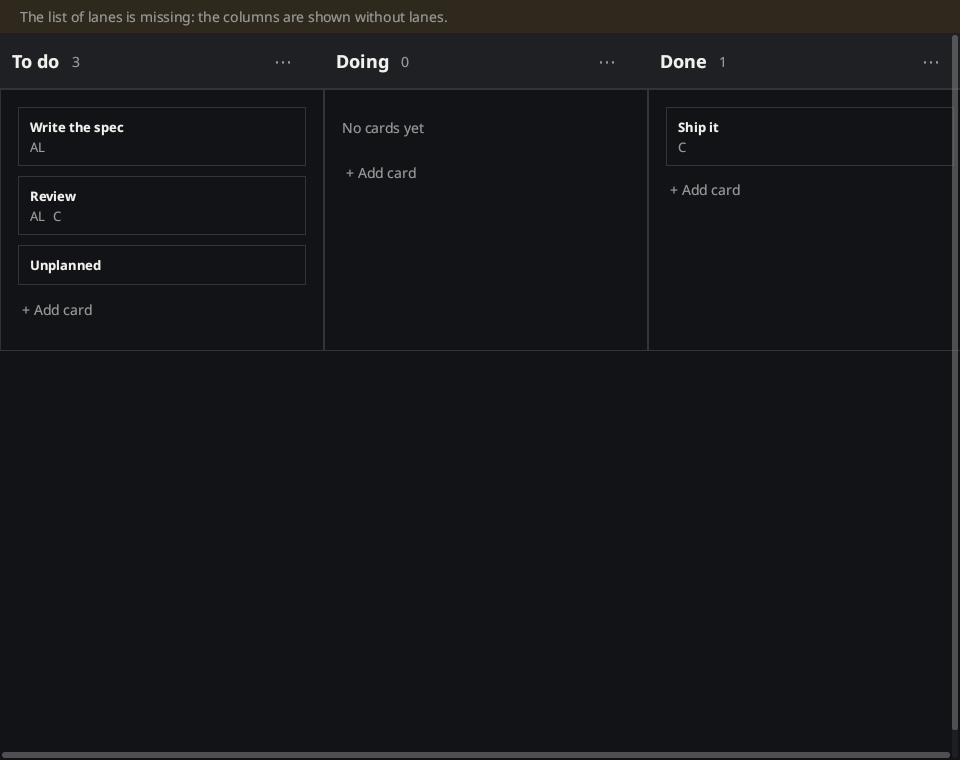 The list of lanes is missing: the columns are shown without lanes.
To do 3 ...
Doing 0 ...
Done 1 ...
Write the spec
AL
Review
AL C
Unplanned
+ Add card
No cards yet
+ Add card
Ship it
C
+ Add card